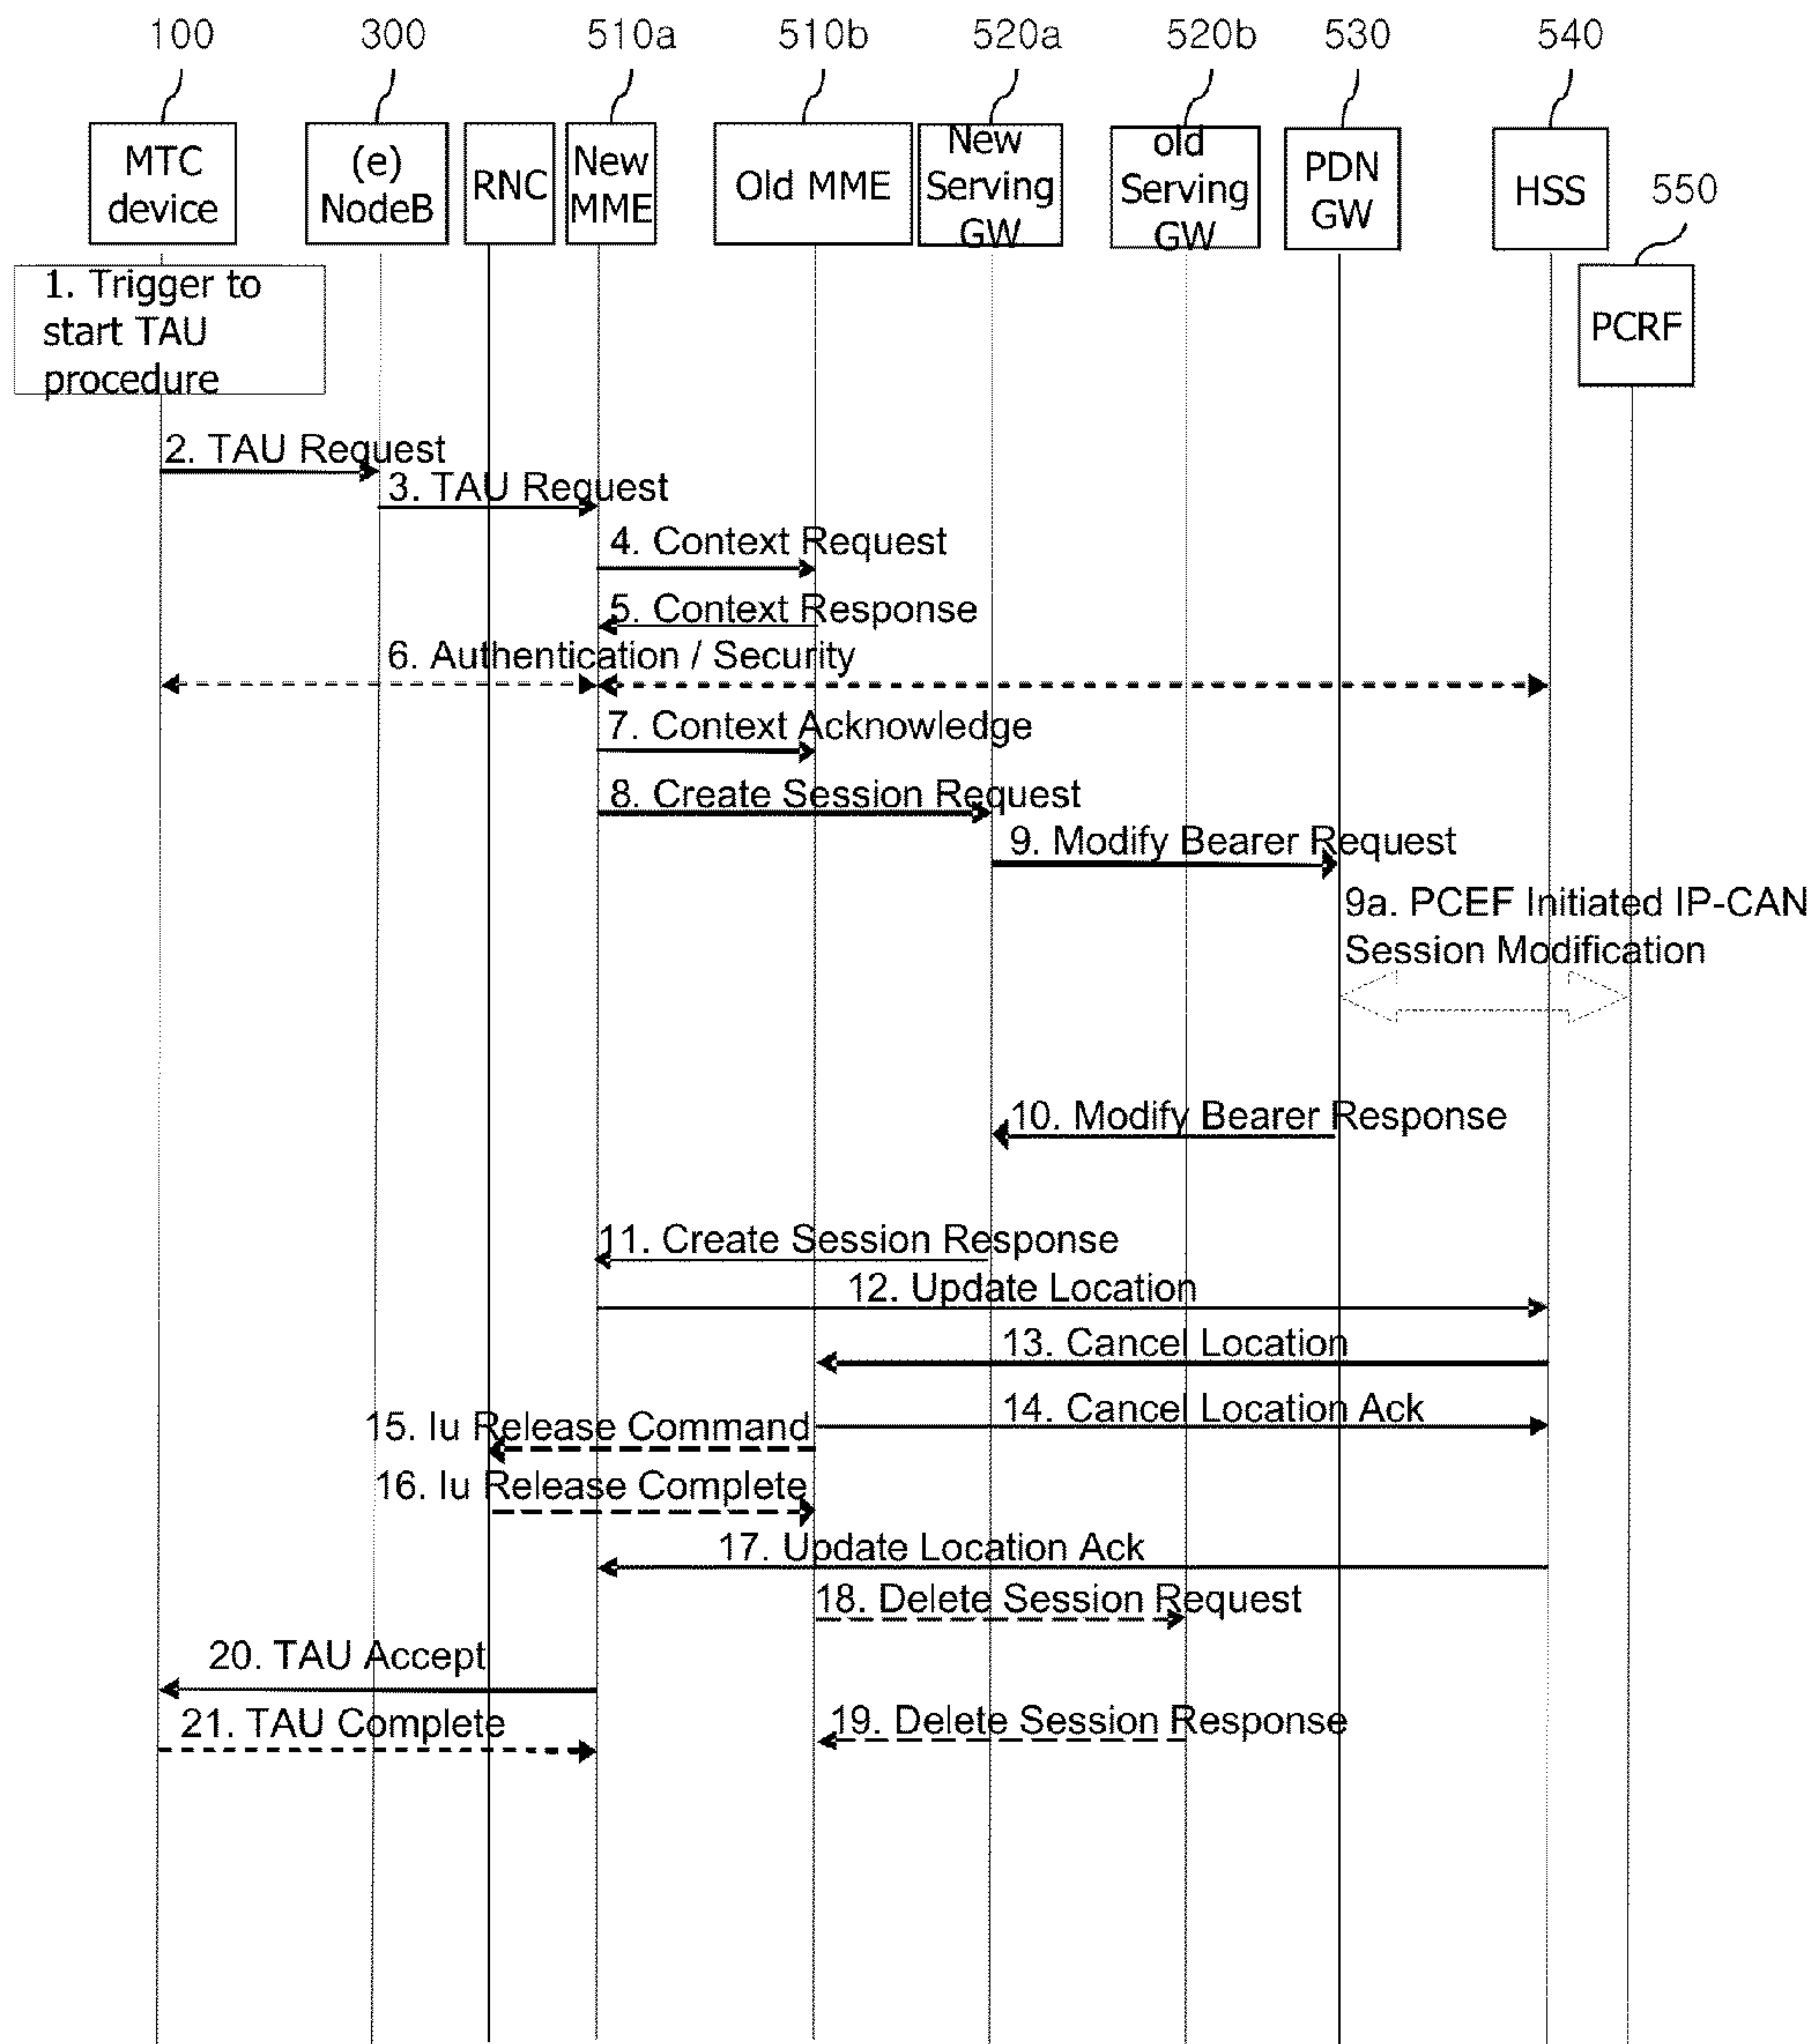 100
300
510a
510b
520a
520b
530
540
MTC
device
(e)
NodeB
RNC
New
MME
Old MME
New
Serving
GW
old
Serving
GW
PDN
GW
HSS
550
PCRF
1. Trigger to
start TAU
procedure
2. TAU Request
3. TAU Request
4. Context Request
5. Context Response
6. Authentication / Security
7. Context Acknowledge
8. Create Session Request
9. Modify Bearer Request
9a. PCEF Initiated IP-CAN
Session Modification
10. Modify Bearer Response
11. Create Session Response
12. Update Location
13. Cancel Location
14. Cancel Location Ack
15. Iu Release Command
16. Iu Release Complete
17. Update Location Ack
18. Delete Session Request
20. TAU Accept
21. TAU Complete
19. Delete Session Response